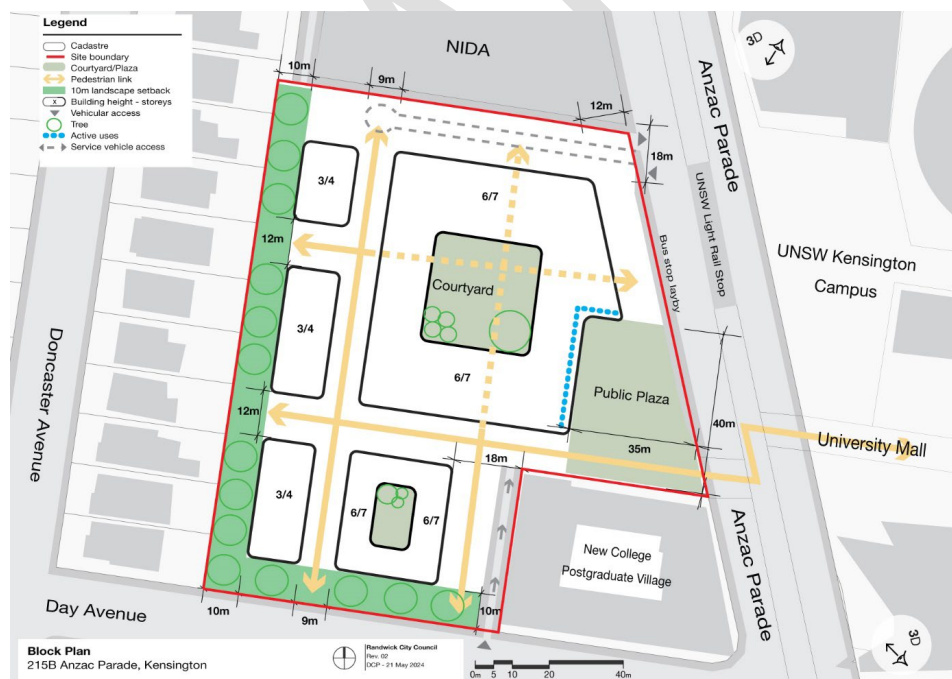 Legend
Cadastre
Site boundary
Courtyard/Plaza
Pedestrian link
10m landscape setback
x Building height - storeys
Vehicular access
Tree
Active uses
Service vehicle access
NIDA
3D
Anzac Parade
10m
9m
12m
18m
3/4
6/7
UNSW Light Rail Stop
12m
Bus stop layby
UNSW Kensington
Campus
Courtyard
3/4
6/7
Public Plaza
Doncaster Avenue
12m
40m
35m
University Mall
18m
3/4
6/7
6/7
New College
Postgraduate Village
Anzac Parade
Day Avenue
10m
9m
10m
3D
Block Plan
215B Anzac Parade, Kensington
Randwick City Council
Rev. 02
DCP - 21 May 2024
0m 5 10 20 40m